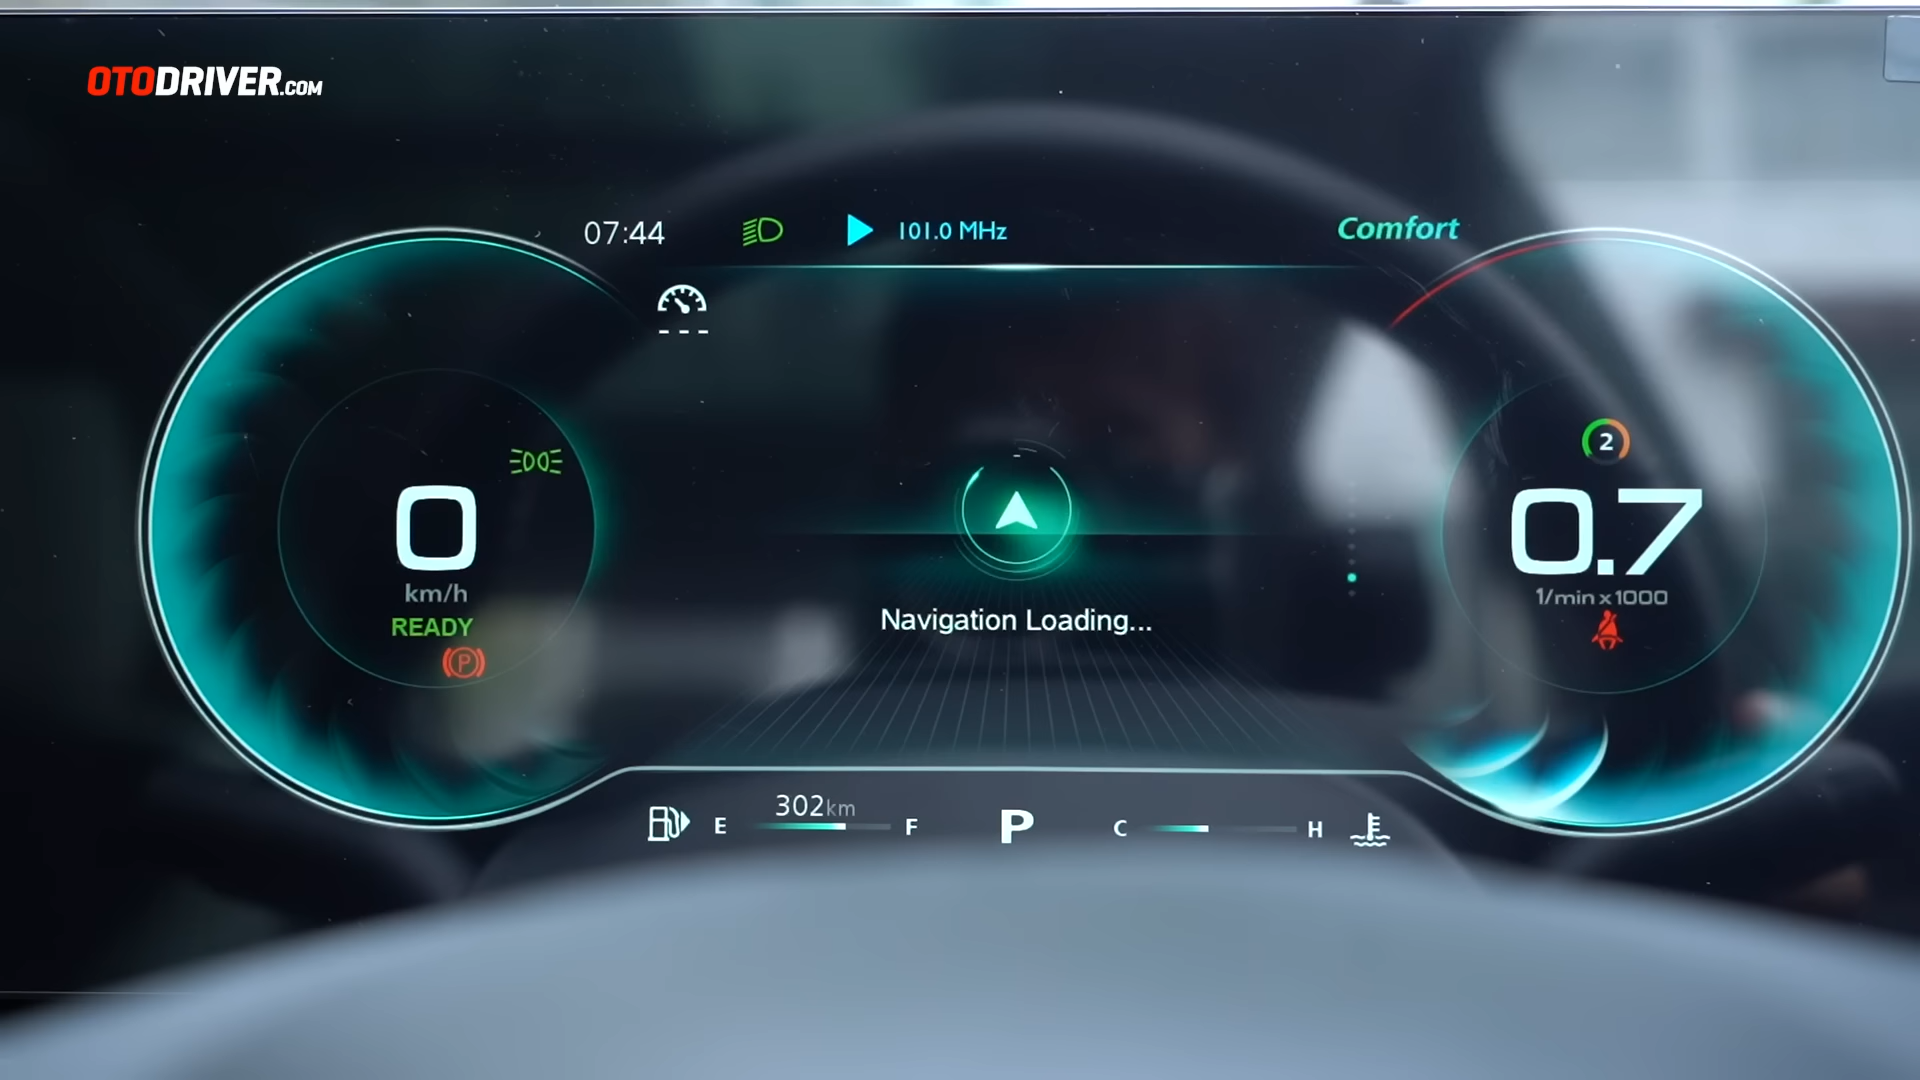 OTODRIVER.COM
07:44
101.0 MHz
Comfort
---
2
0
0.7
km/h
1/min x1000
READY
Navigation Loading...
P
302km
E
F
P
C
H